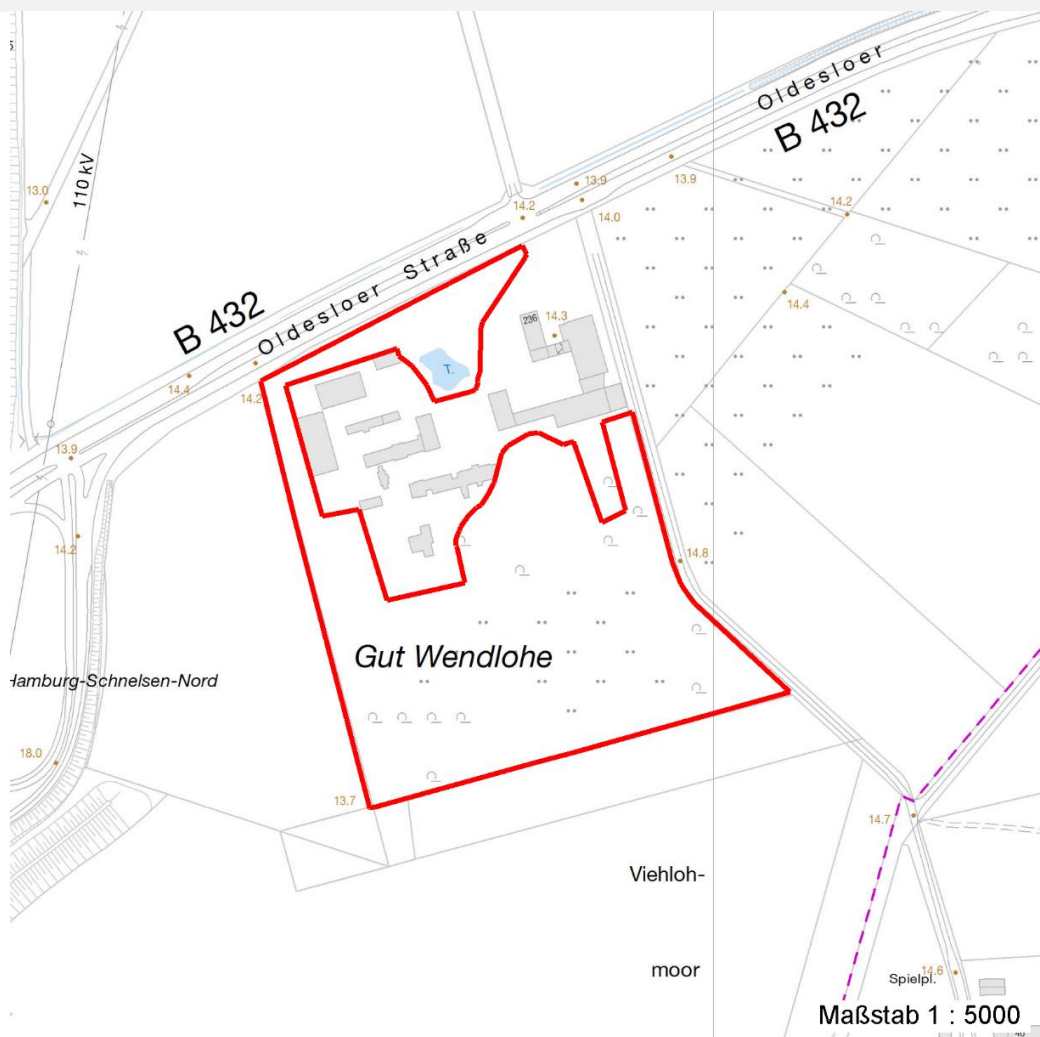 Oldesloer
B 432
110 kV
13.0
13.9
13.9
14.2
14.0
14.2
Oldesloer Straße
B 432
14.4
14.3
236
14.4
14.2
T.
13.9
14.2
14.8
Gut Wendlohe
Hamburg-Schnelsen-Nord
18.0
13.7
14.7
Viehloh-
moor
14.6
Spielpl.
Maßstab 1 : 5000